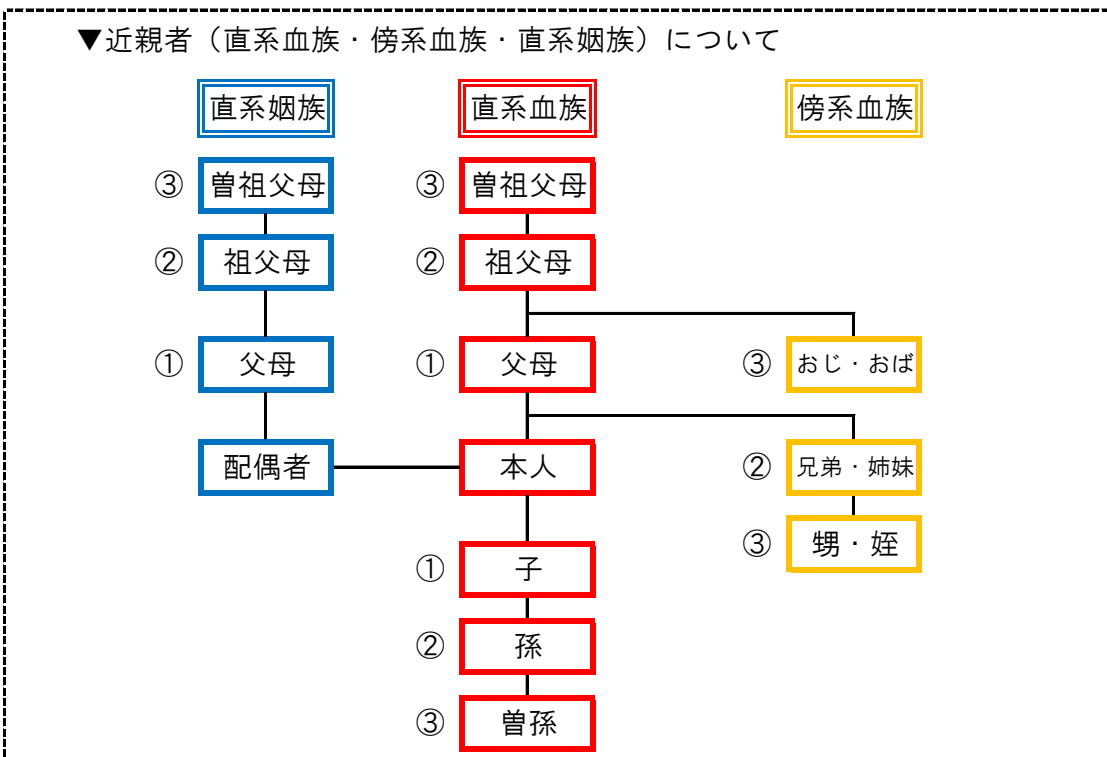 ▼近親者（直系血族・傍系血族・直系姻族）について
直系姻族 直系血族 傍系血族
③ 曽祖父母 ③ 曽祖父母
② 祖父母 ② 祖父母
① 父母 ① 父母 ③ おじ・おば
配偶者 本人 ② 兄弟・姉妹
③ 甥・姪
① 子
② 孫
③ 曽孫